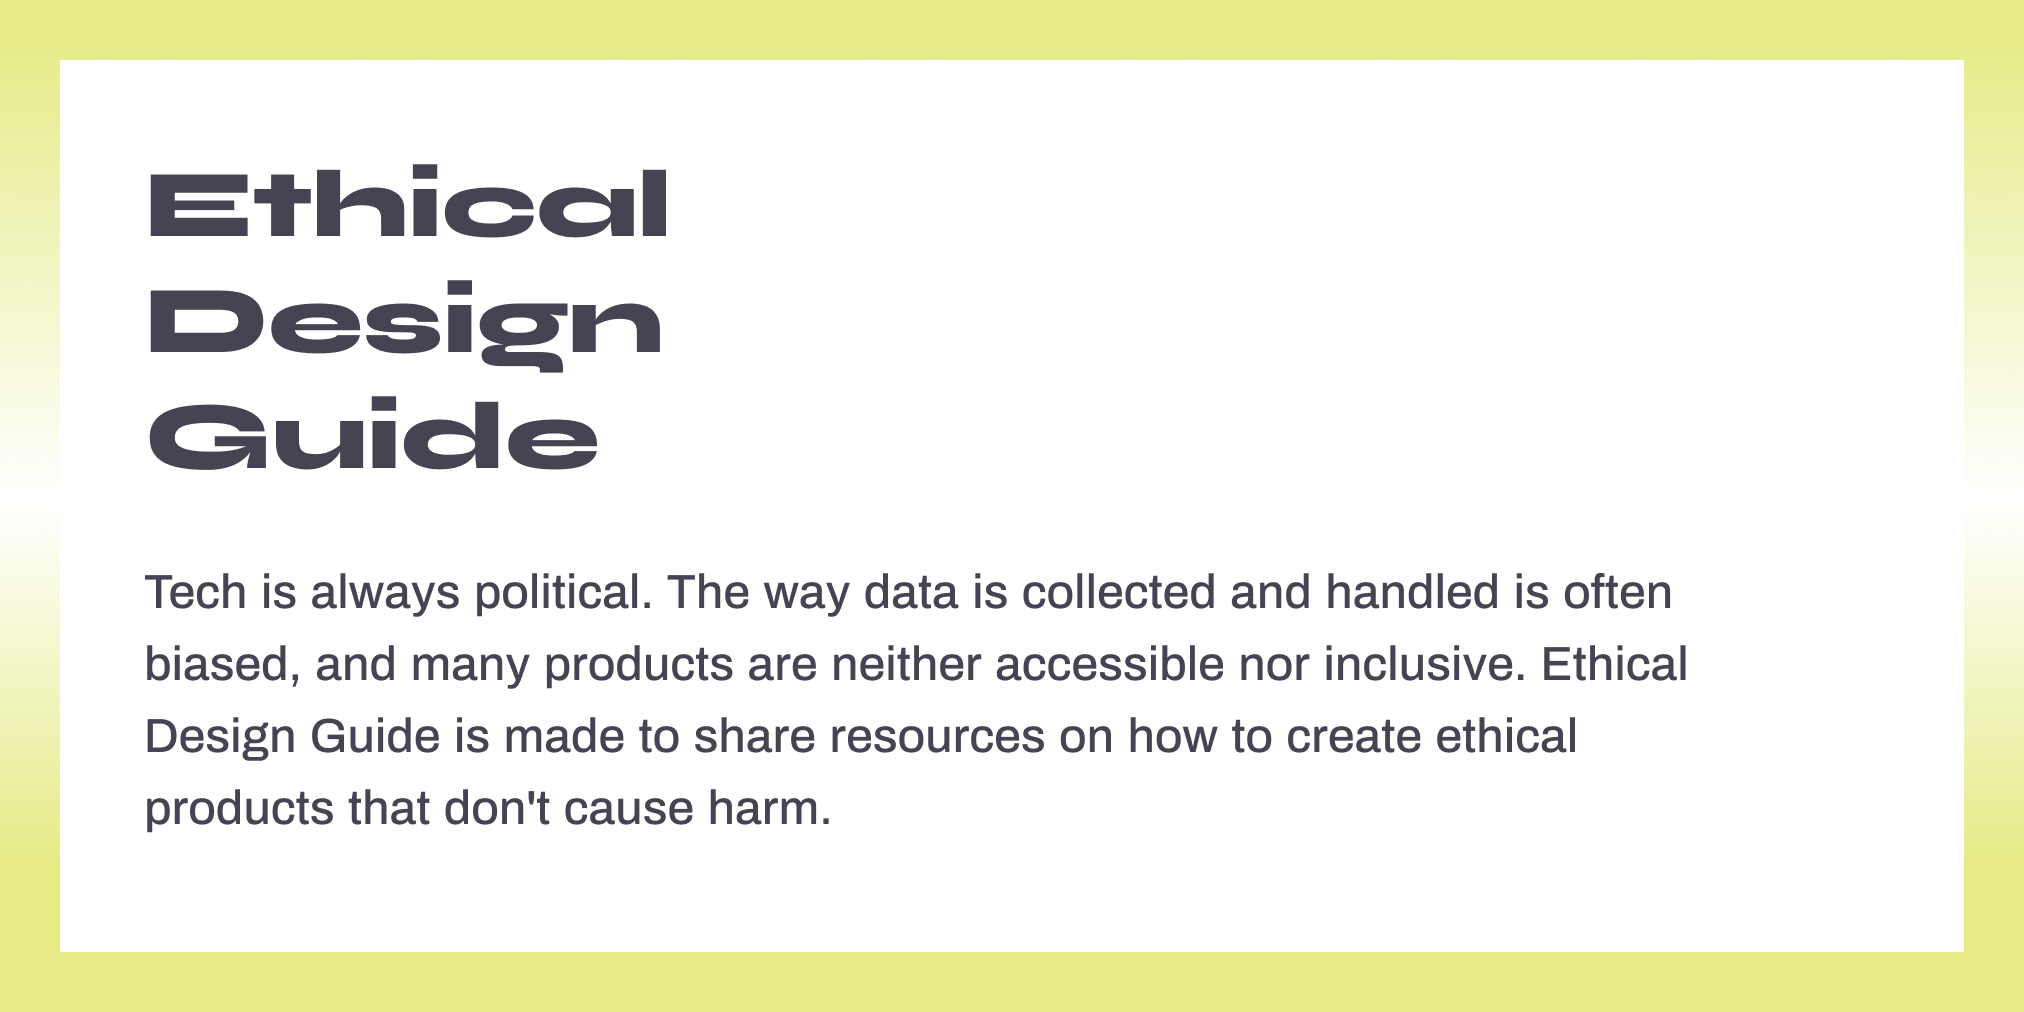 Ethical
Design
Guide
Tech is always political. The way data is collected and handled is often
biased, and many products are neither accessible nor inclusive. Ethical
Design Guide is made to share resources on how to create ethical
products that don't cause harm.